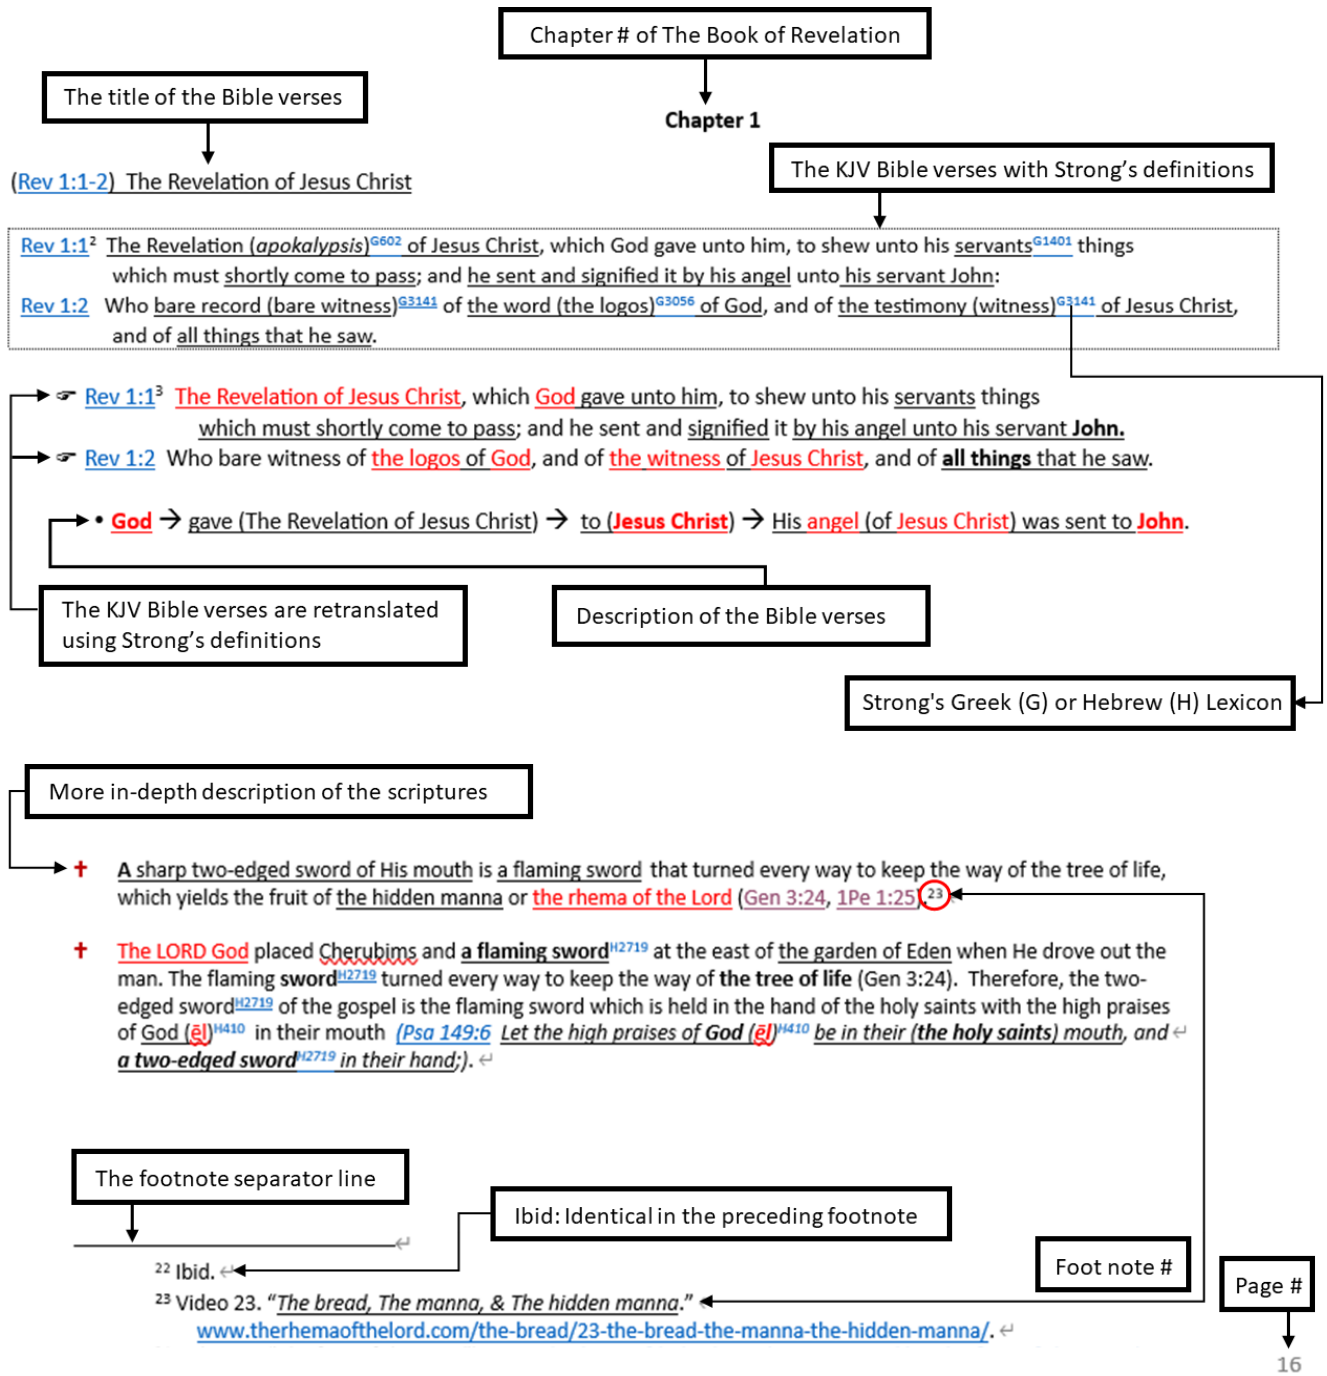 Chapter # of The Book of Revelation
The title of the Bible verses
Chapter 1
The KJV Bible verses with Strong's definitions
(Rev 1:1-2) The Revelation of Jesus Christ
Rev 1:1² The Revelation (apokalypsis)G602 of Jesus Christ, which God gave unto him, to shew unto his servantsG1401 things
which must shortly come to pass; and he sent and signified it by his angel unto his servant John:
Rev 1:2 Who bare record (bare witness)G3141 of the word (the logos)G3056 of God, and of the testimony (witness)G3141 of Jesus Christ,
and of all things that he saw.
☞ Rev 1:1³ The Revelation of Jesus Christ, which God gave unto him, to shew unto his servants things
which must shortly come to pass; and he sent and signified it by his angel unto his servant John.
☞ Rev 1:2 Who bare witness of the logos of God, and of the witness of Jesus Christ, and of all things that he saw.
• God → gave (The Revelation of Jesus Christ) → to (Jesus Christ) → His angel (of Jesus Christ) was sent to John.
The KJV Bible verses are retranslated
using Strong's definitions
Description of the Bible verses
Strong's Greek (G) or Hebrew (H) Lexicon
More in-depth description of the scriptures
✝ A sharp two-edged sword of His mouth is a flaming sword that turned every way to keep the way of the tree of life,
which yields the fruit of the hidden manna or the rhema of the Lord (Gen 3:24, 1Pe 1:25).²³
✝ The LORD God placed Cherubims and a flaming swordH2719 at the east of the garden of Eden when He drove out the
man. The flaming swordH2719 turned every way to keep the way of the tree of life (Gen 3:24). Therefore, the two-
edged swordH2719 of the gospel is the flaming sword which is held in the hand of the holy saints with the high praises
of God (ēl)H410 in their mouth (Psa 149:6 Let the high praises of God (ēl)H410 be in their (the holy saints) mouth, and ↵
a two-edged swordH2719 in their hand;). ↵
The footnote separator line
Ibid: Identical in the preceding footnote
↵
Foot note #
²² Ibid. ↵
Page #
²³ Video 23. “The bread, The manna, & The hidden manna.”
www.therhemaofthelord.com/the-bread/23-the-bread-the-manna-the-hidden-manna/. ↵
16